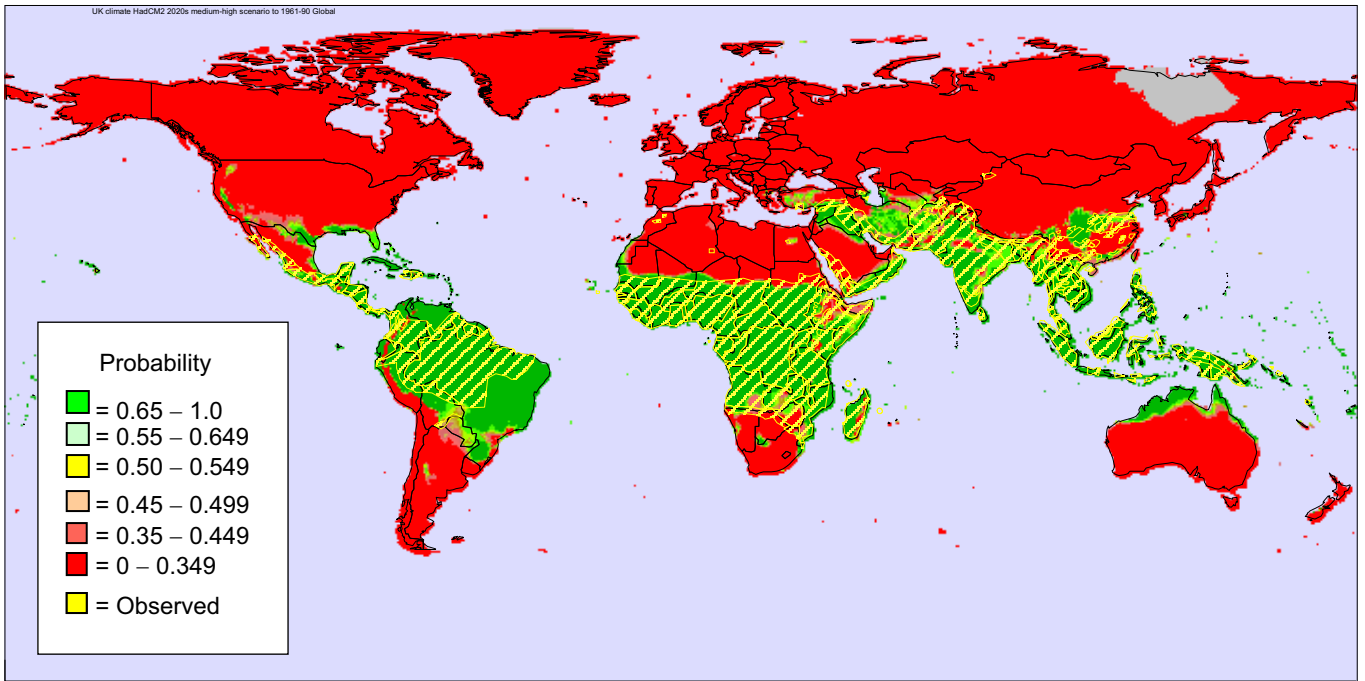 UK climate HadCM2 2020s medium-high scenario to 1961-90 Global
Probability
= 0.65 – 1.0
= 0.55 – 0.649
= 0.50 – 0.549
= 0.45 – 0.499
= 0.35 – 0.449
= 0 – 0.349
= Observed